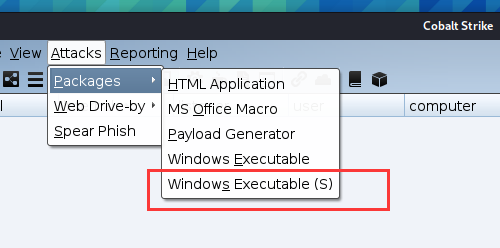 Cobalt Strike
View Attacks Reporting Help
Packages
Web Drive-by
Spear Phish
HTML Application
MS Office Macro
Payload Generator
Windows Executable
Windows Executable (S)
user computer